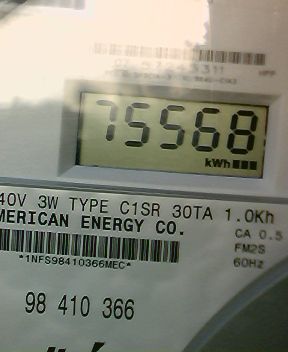 75568
kWh
40V 3W TYPE C1SR 30TA 1.0Kh
MERICAN ENERGY CO.
CA 0.5
FM2S
60Hz
*1NFS98410366MEC*
98 410 366